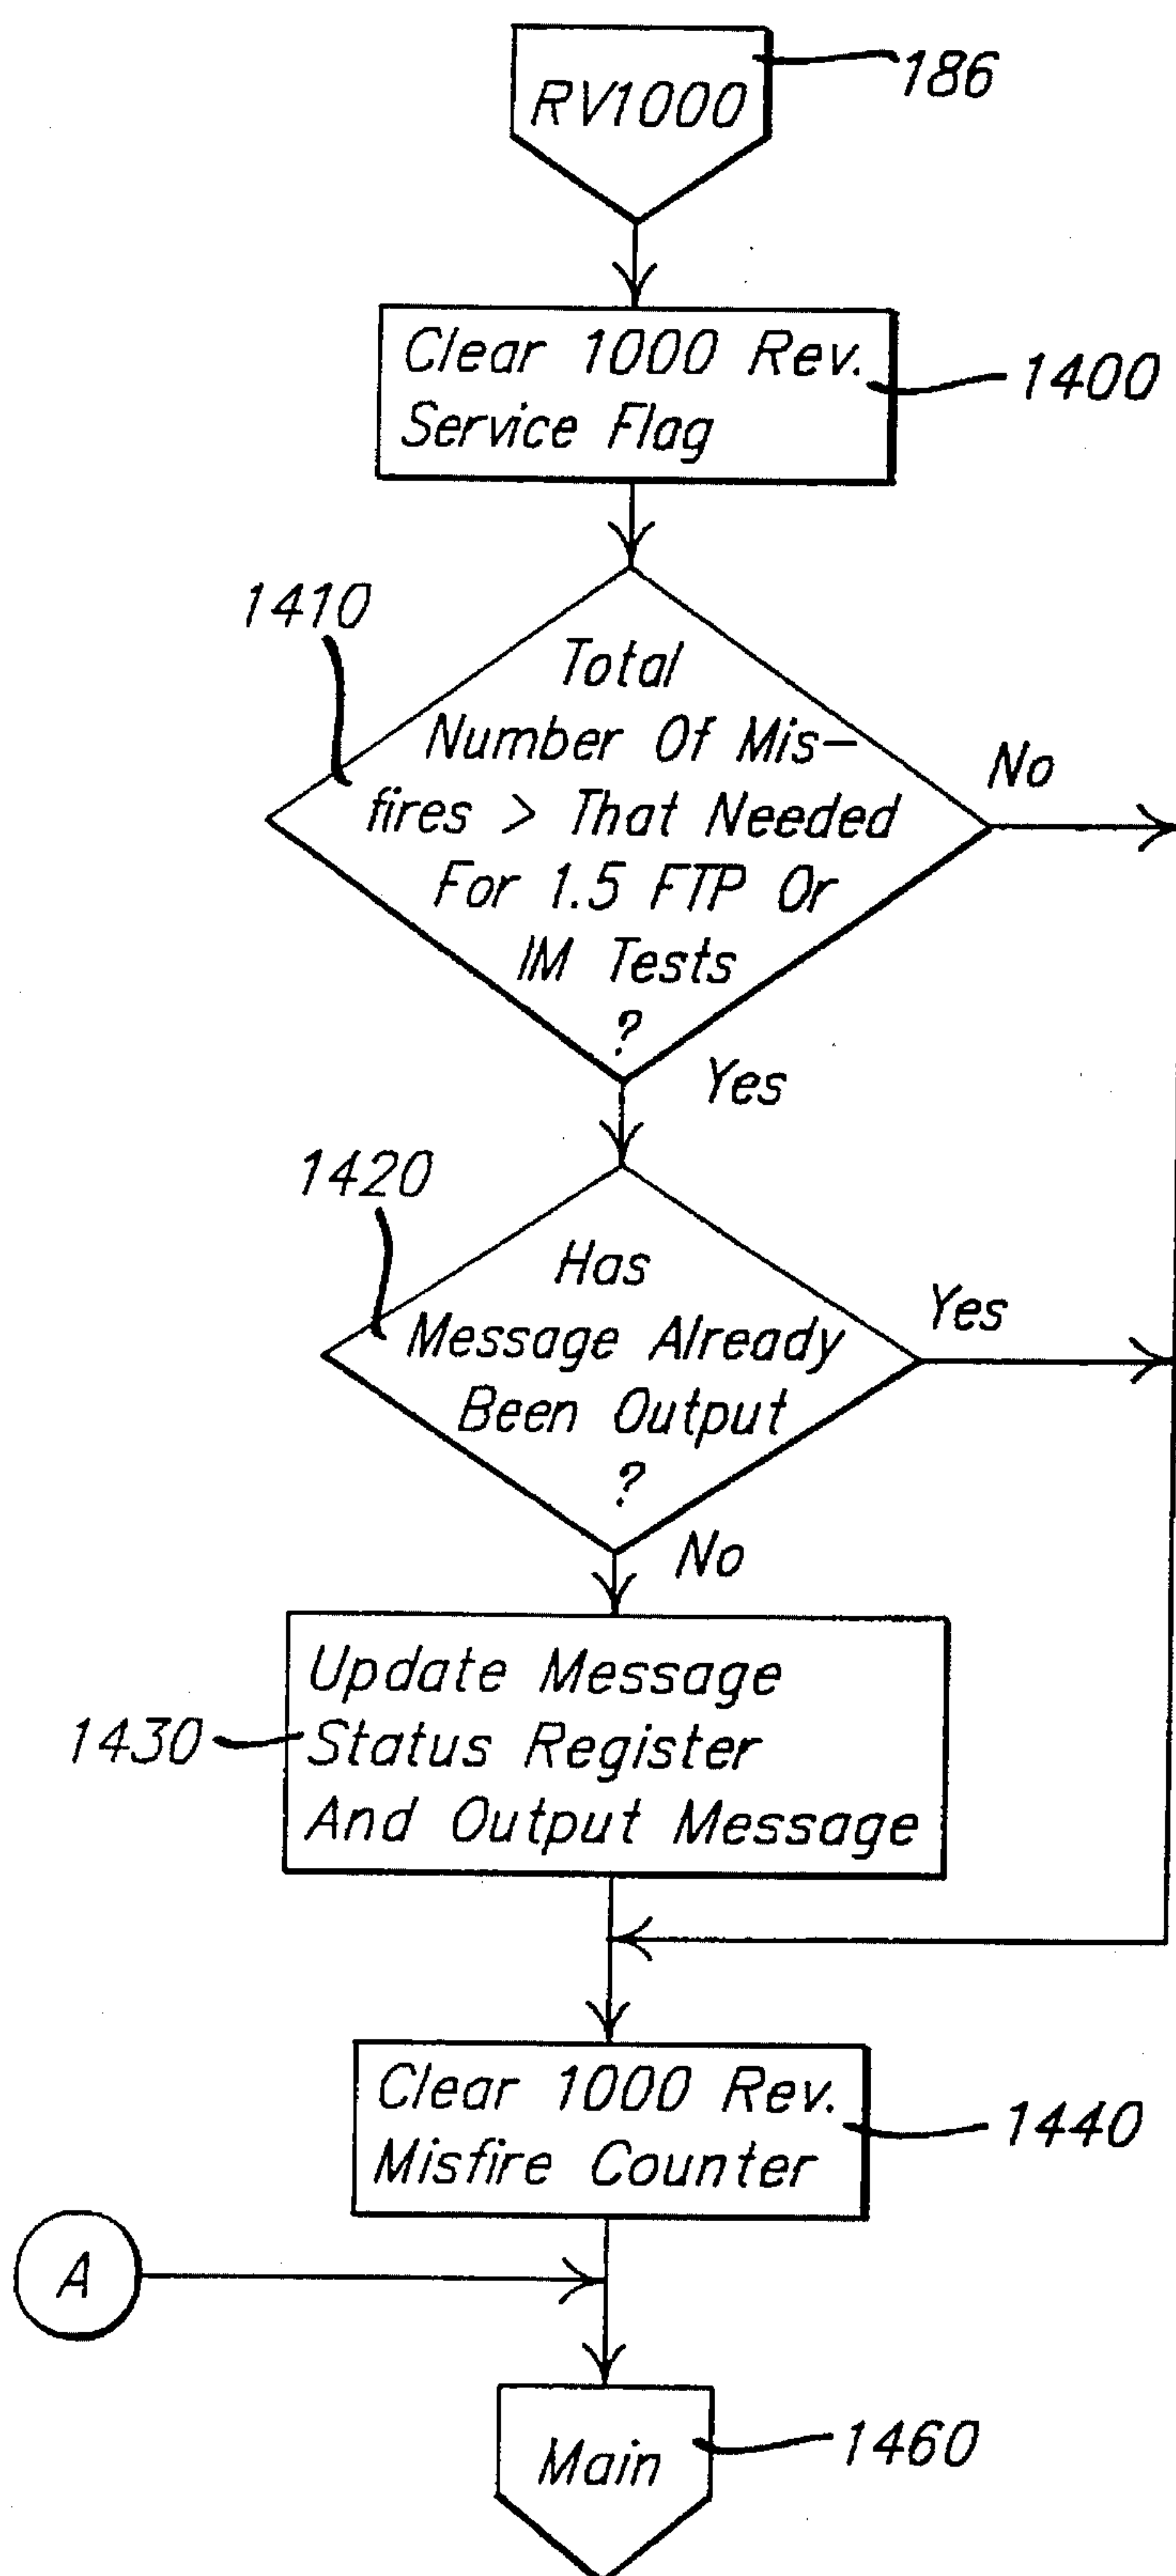 RV1000
186
Clear 1000 Rev.
Service Flag
1400
1410
Total
Number Of Mis-
fires > That Needed
For 1.5 FTP Or
IM Tests
?
No
Yes
1420
Has
Message Already
Been Output
?
Yes
No
Update Message
Status Register
And Output Message
1430
Clear 1000 Rev.
Misfire Counter
1440
A
Main
1460